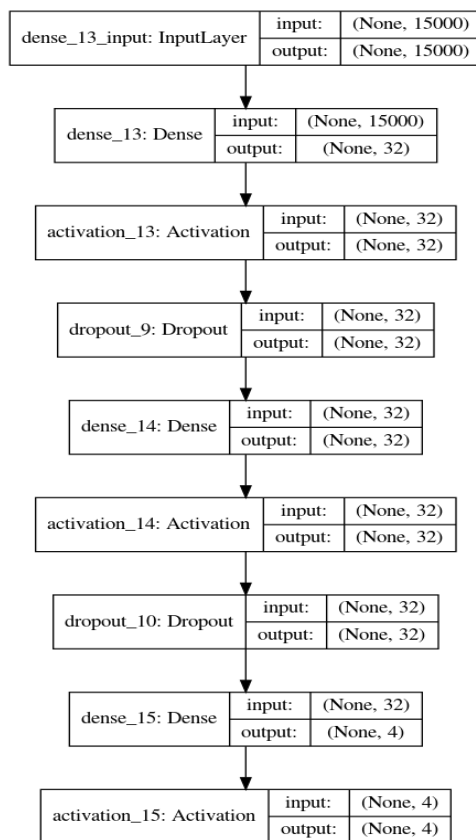 dense_13_input: InputLayer
input: (None, 15000)
output: (None, 15000)
dense_13: Dense
input: (None, 15000)
output: (None, 32)
activation_13: Activation
input: (None, 32)
output: (None, 32)
dropout_9: Dropout
input: (None, 32)
output: (None, 32)
dense_14: Dense
input: (None, 32)
output: (None, 32)
activation_14: Activation
input: (None, 32)
output: (None, 32)
dropout_10: Dropout
input: (None, 32)
output: (None, 32)
dense_15: Dense
input: (None, 32)
output: (None, 4)
activation_15: Activation
input: (None, 4)
output: (None, 4)